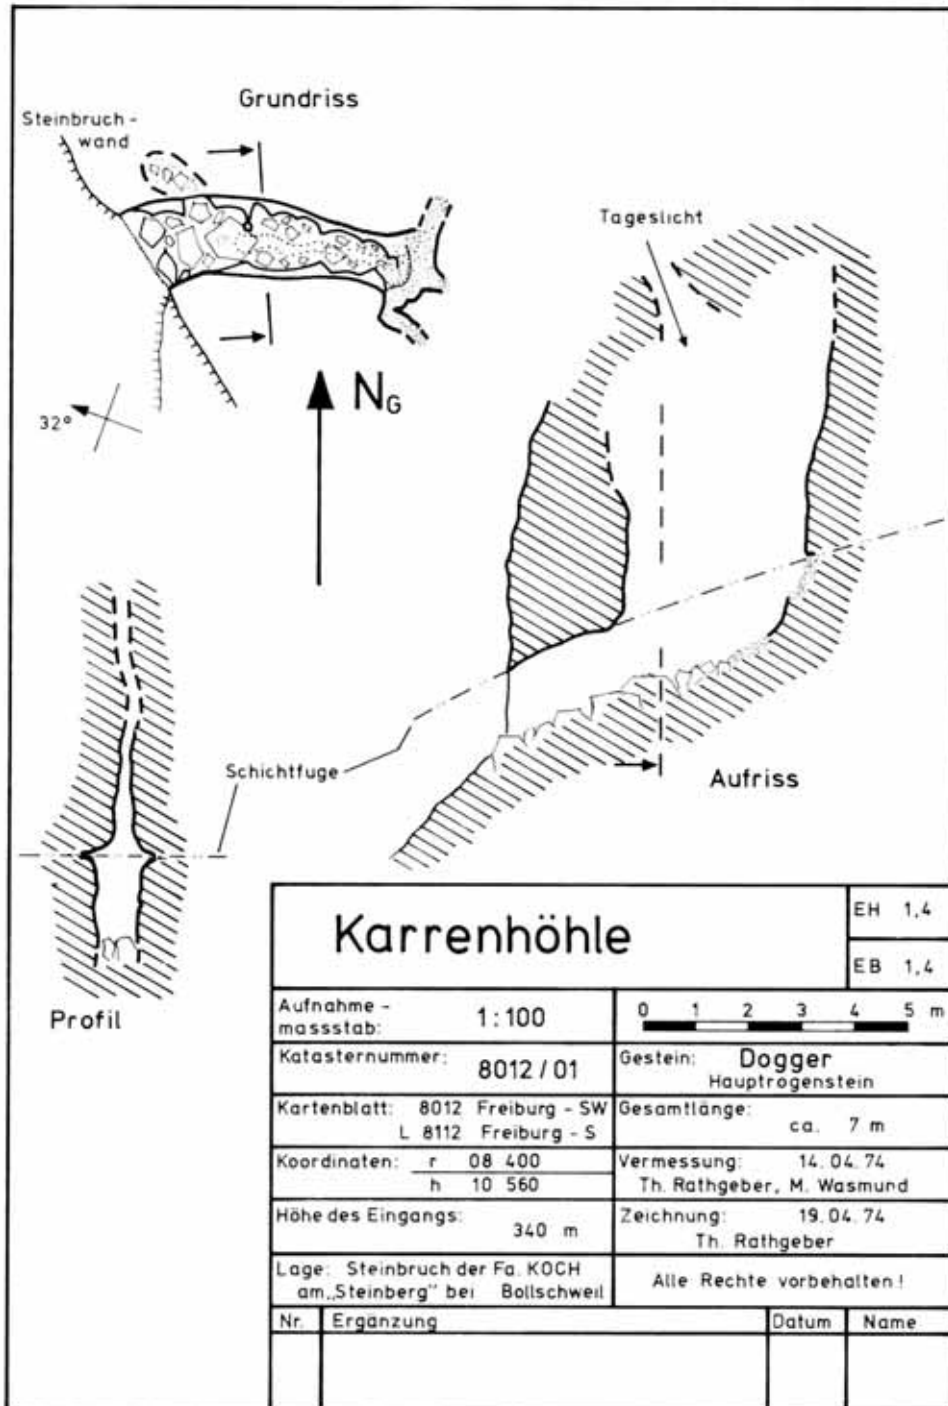 Grundriss
Steinbruch -
wand
Tageslicht
N G
32°
Schichtfuge
Aufriss
Profil
Karrenhöhle
EH 1,4
EB 1,4
Aufnahme -
massstab: 1:100
0 1 2 3 4 5 m
Katasternummer: 8012 / 01
Gestein: Dogger
Hauptrogenstein
Kartenblatt: 8012 Freiburg - SW
L 8112 Freiburg - S
Gesamtlänge:
ca. 7 m
Koordinaten: r 08 400
h 10 560
Vermessung: 14.04.74
Th. Rathgeber, M. Wasmund
Höhe des Eingangs:
340 m
Zeichnung: 19.04.74
Th. Rathgeber
Lage: Steinbruch der Fa. KOCH
am „Steinberg" bei Bollschweil
Alle Rechte vorbehalten!
Nr. Ergänzung Datum Name